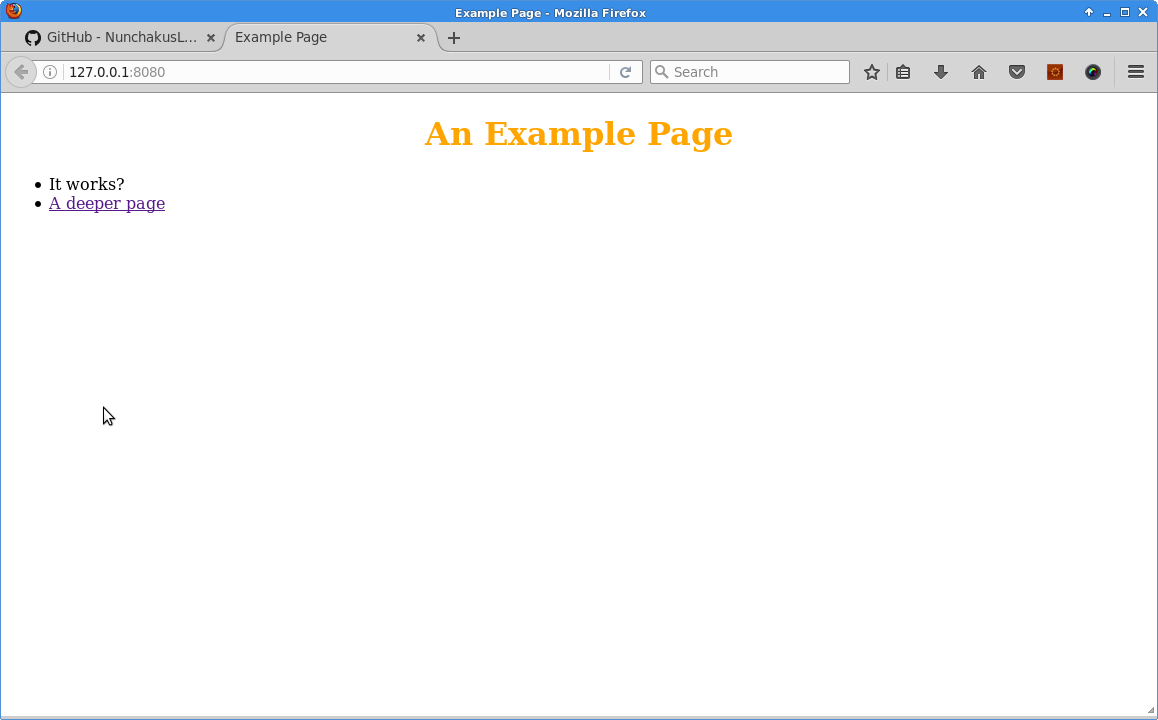 Example Page - Mozilla Firefox
GitHub - NunchakusL... Example Page
127.0.0.1:8080 Search
An Example Page
It works?
A deeper page